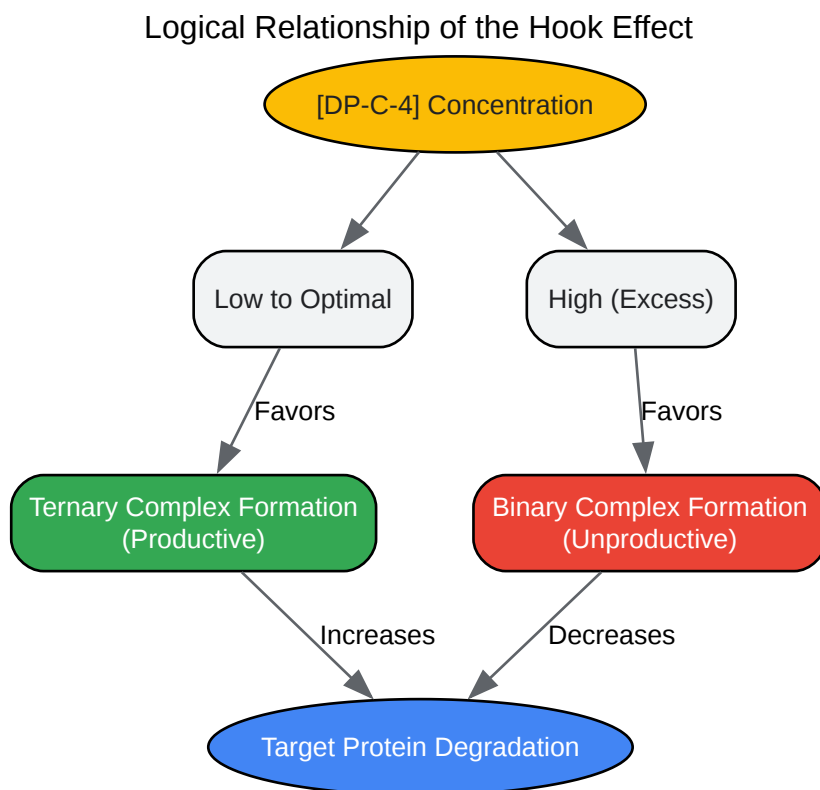 Logical Relationship of the Hook Effect
[DP-C-4] Concentration
Low to Optimal
High (Excess)
Favors
Favors
Ternary Complex Formation
(Productive)
Binary Complex Formation
(Unproductive)
Increases
Decreases
Target Protein Degradation